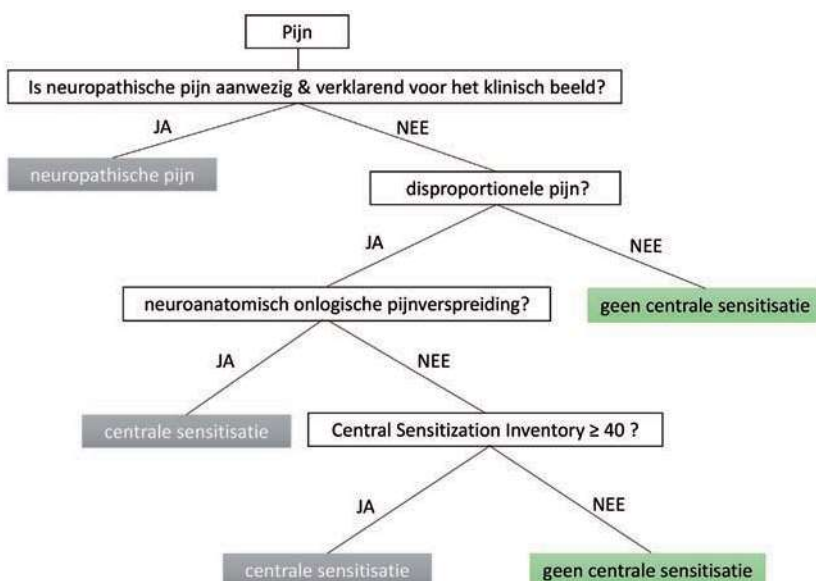 Pijn
Is neuropathische pijn aanwezig & verklarend voor het klinisch beeld?
JA
NEE
neuropathische pijn
disproportionele pijn?
JA
NEE
neuroanatomisch onlogische pijnverspreiding?
geen centrale sensitisatie
JA
NEE
centrale sensitisatie
Central Sensitization Inventory ≥ 40 ?
JA
NEE
centrale sensitisatie
geen centrale sensitisatie